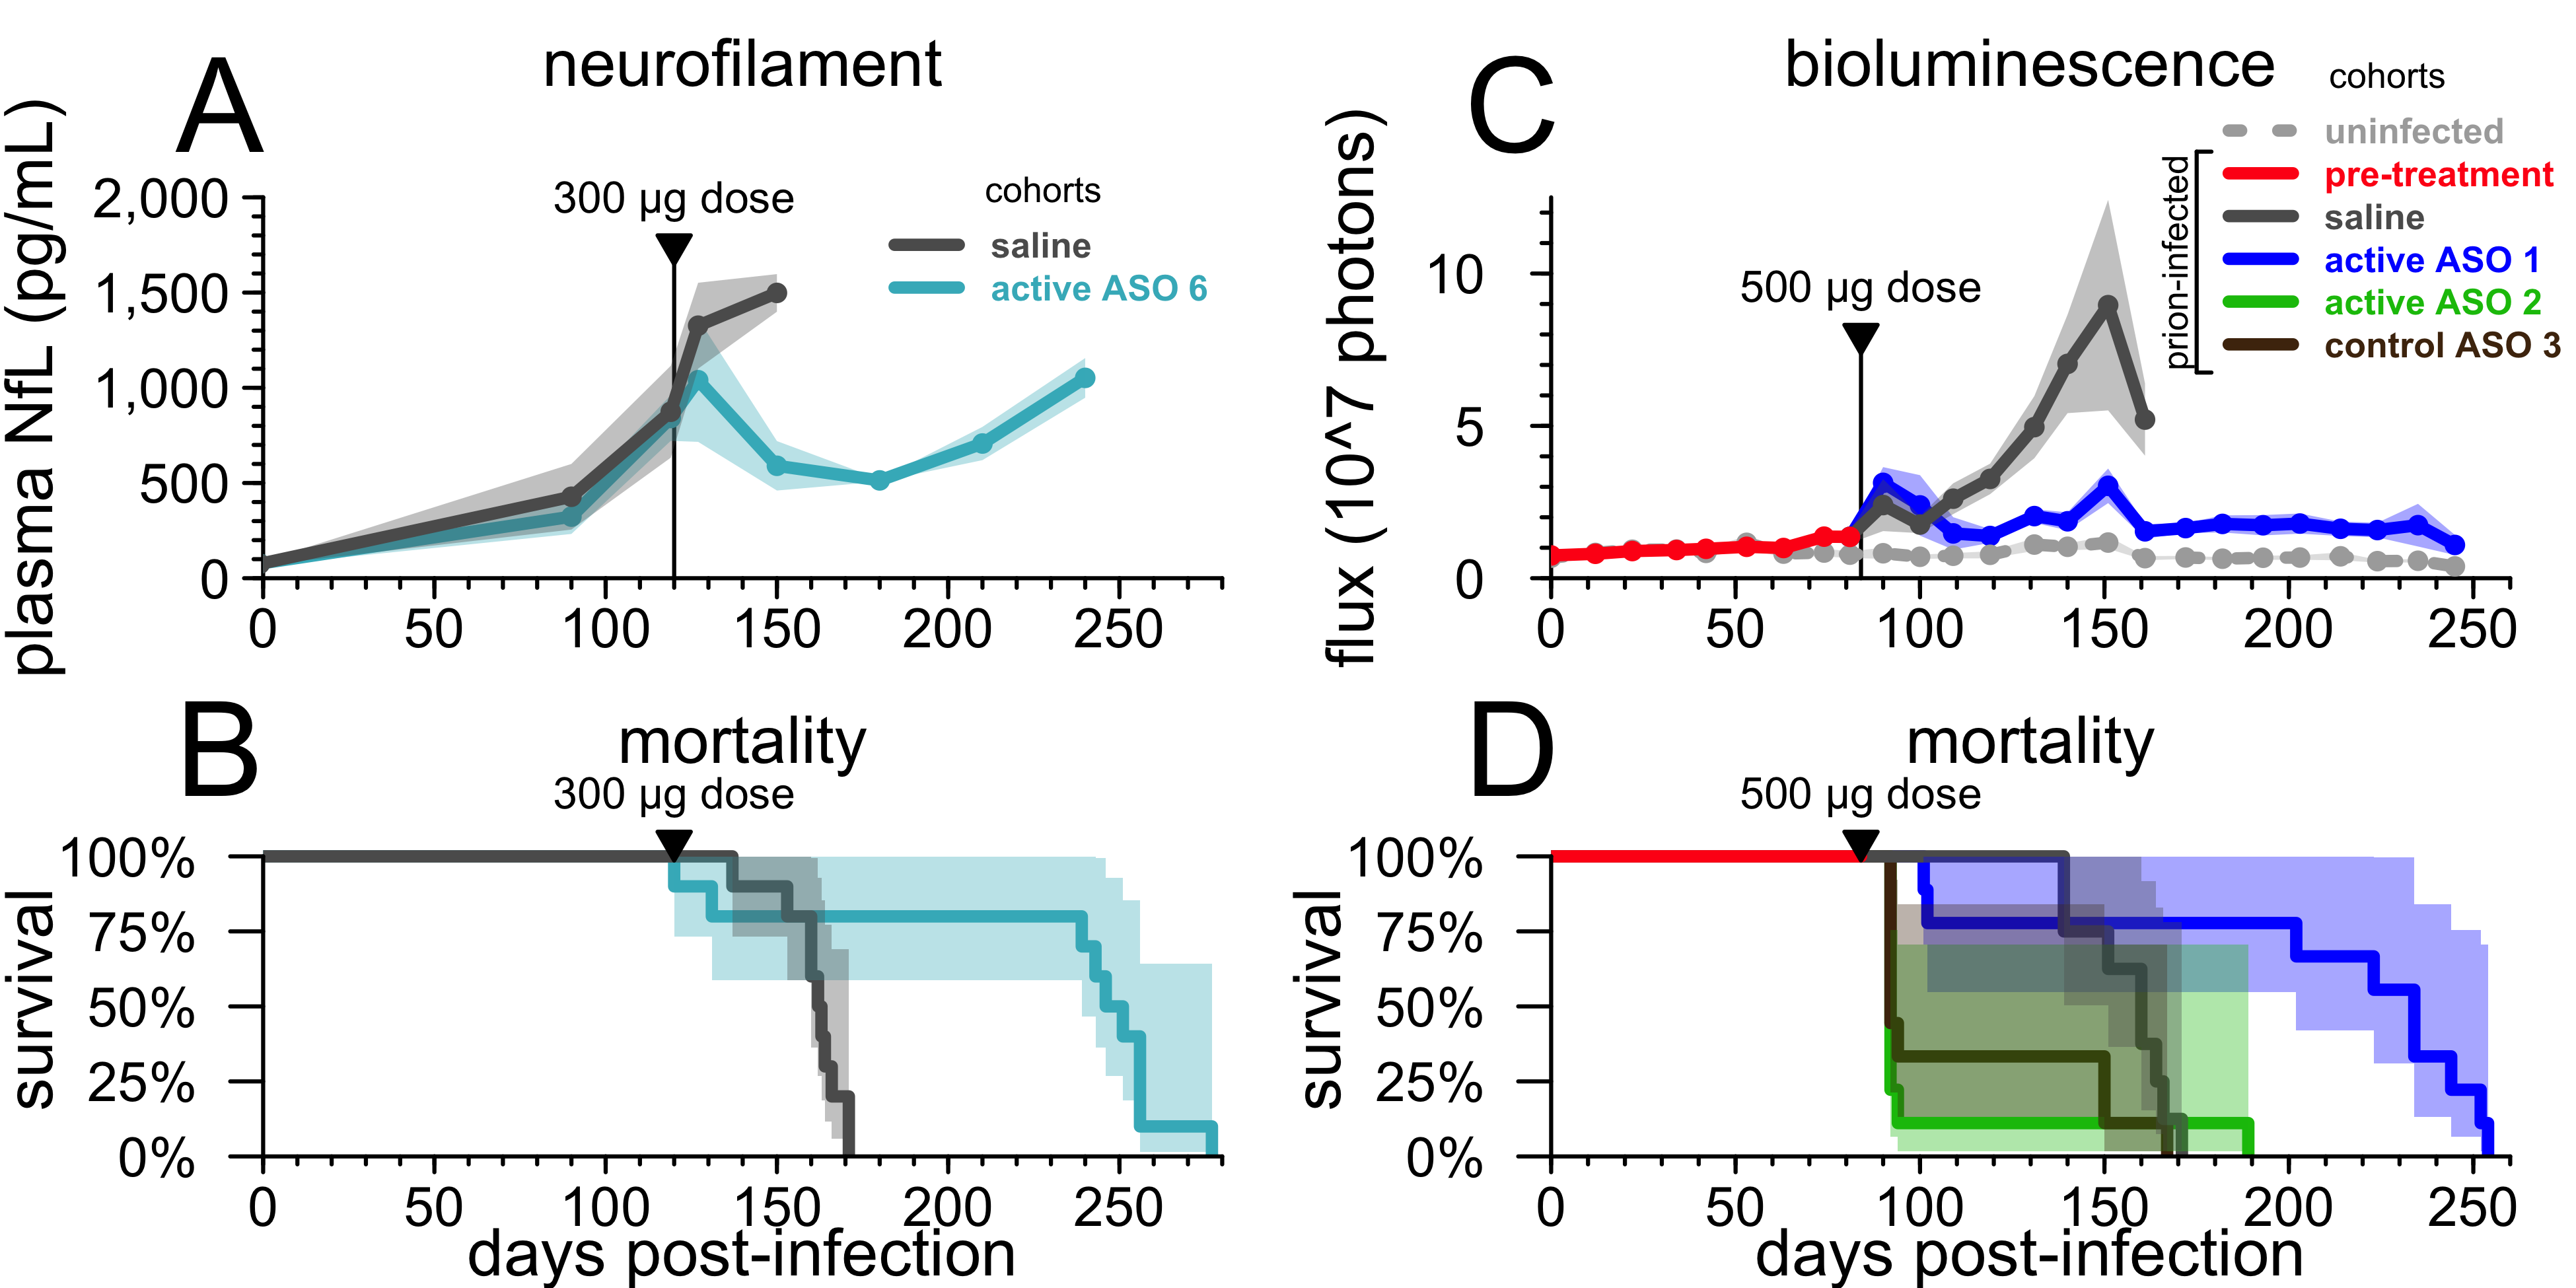 A
neurofilament
plasma NfL (pg/mL)
2,000
1,500
1,000
500
0
300 µg dose
cohorts
saline
active ASO 6
0 50 100 150 200 250
C
bioluminescence
flux (10^7 photons)
10
5
0
500 µg dose
cohorts
uninfected
prion-infected
pre-treatment
saline
active ASO 1
active ASO 2
control ASO 3
0 50 100 150 200 250
B
mortality
300 µg dose
survival
100%
75%
50%
25%
0%
0 50 100 150 200 250
days post-infection
D
mortality
500 µg dose
survival
100%
75%
50%
25%
0%
0 50 100 150 200 250
days post-infection